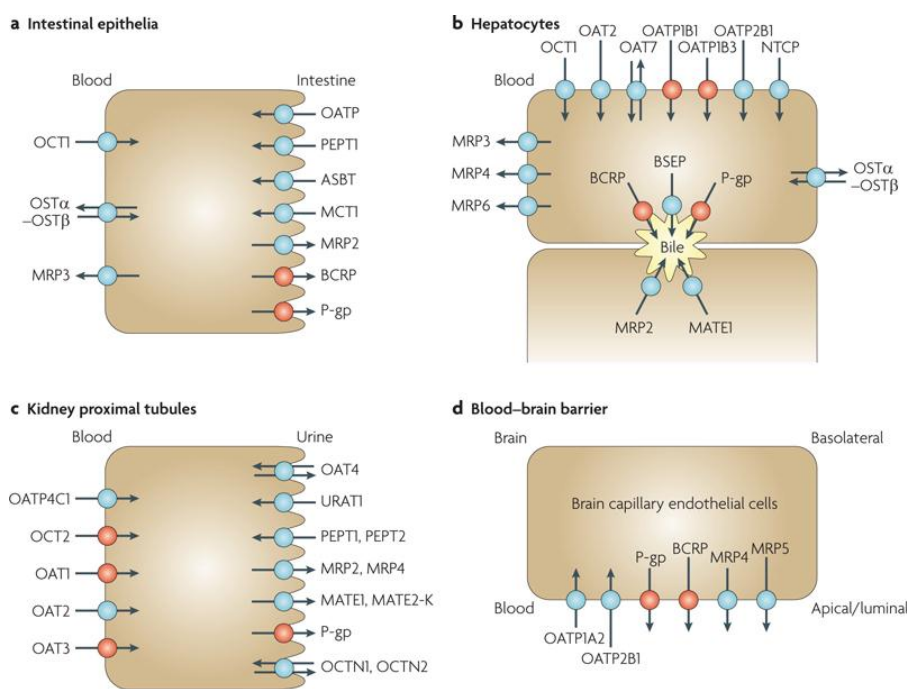 a Intestinal epithelia
Blood
Intestine
OCT1
OSTα
–OSTβ
MRP3
OATP
PEPT1
ASBT
MCT1
MRP2
BCRP
P-gp
b Hepatocytes
OCT1
OAT2
OAT7
OATP1B1
OATP1B3
OATP2B1
NTCP
Blood
MRP3
MRP4
MRP6
BCRP
BSEP
P-gp
OSTα
–OSTβ
Bile
MRP2
MATE1
c Kidney proximal tubules
Blood
Urine
OATP4C1
OCT2
OAT1
OAT2
OAT3
OAT4
URAT1
PEPT1, PEPT2
MRP2, MRP4
MATE1, MATE2-K
P-gp
OCTN1, OCTN2
d Blood–brain barrier
Brain
Basolateral
Brain capillary endothelial cells
P-gp
BCRP
MRP4
MRP5
Blood
Apical/luminal
OATP1A2
OATP2B1